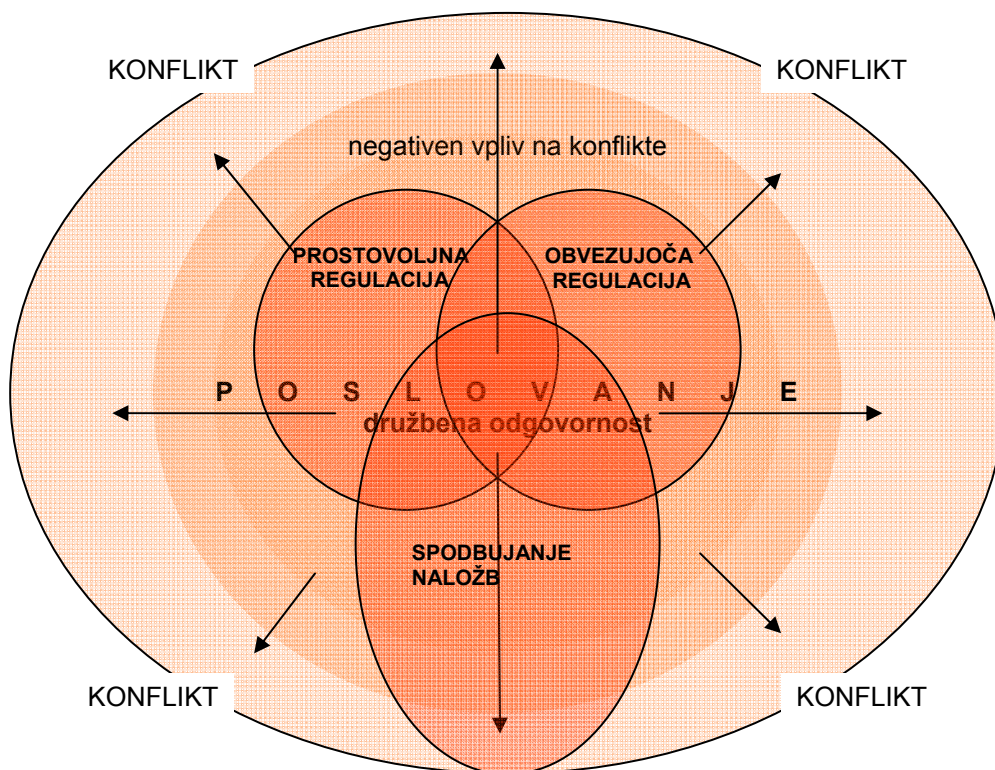 KONFLIKT
KONFLIKT
negativen vpliv na konflikte
PROSTOVOLJNA
REGULACIJA
OBVEZUJOČA
REGULACIJA
P O S L O V A N J E
družbena odgovornost
SPODBUJANJE
NALOŽB
KONFLIKT
KONFLIKT